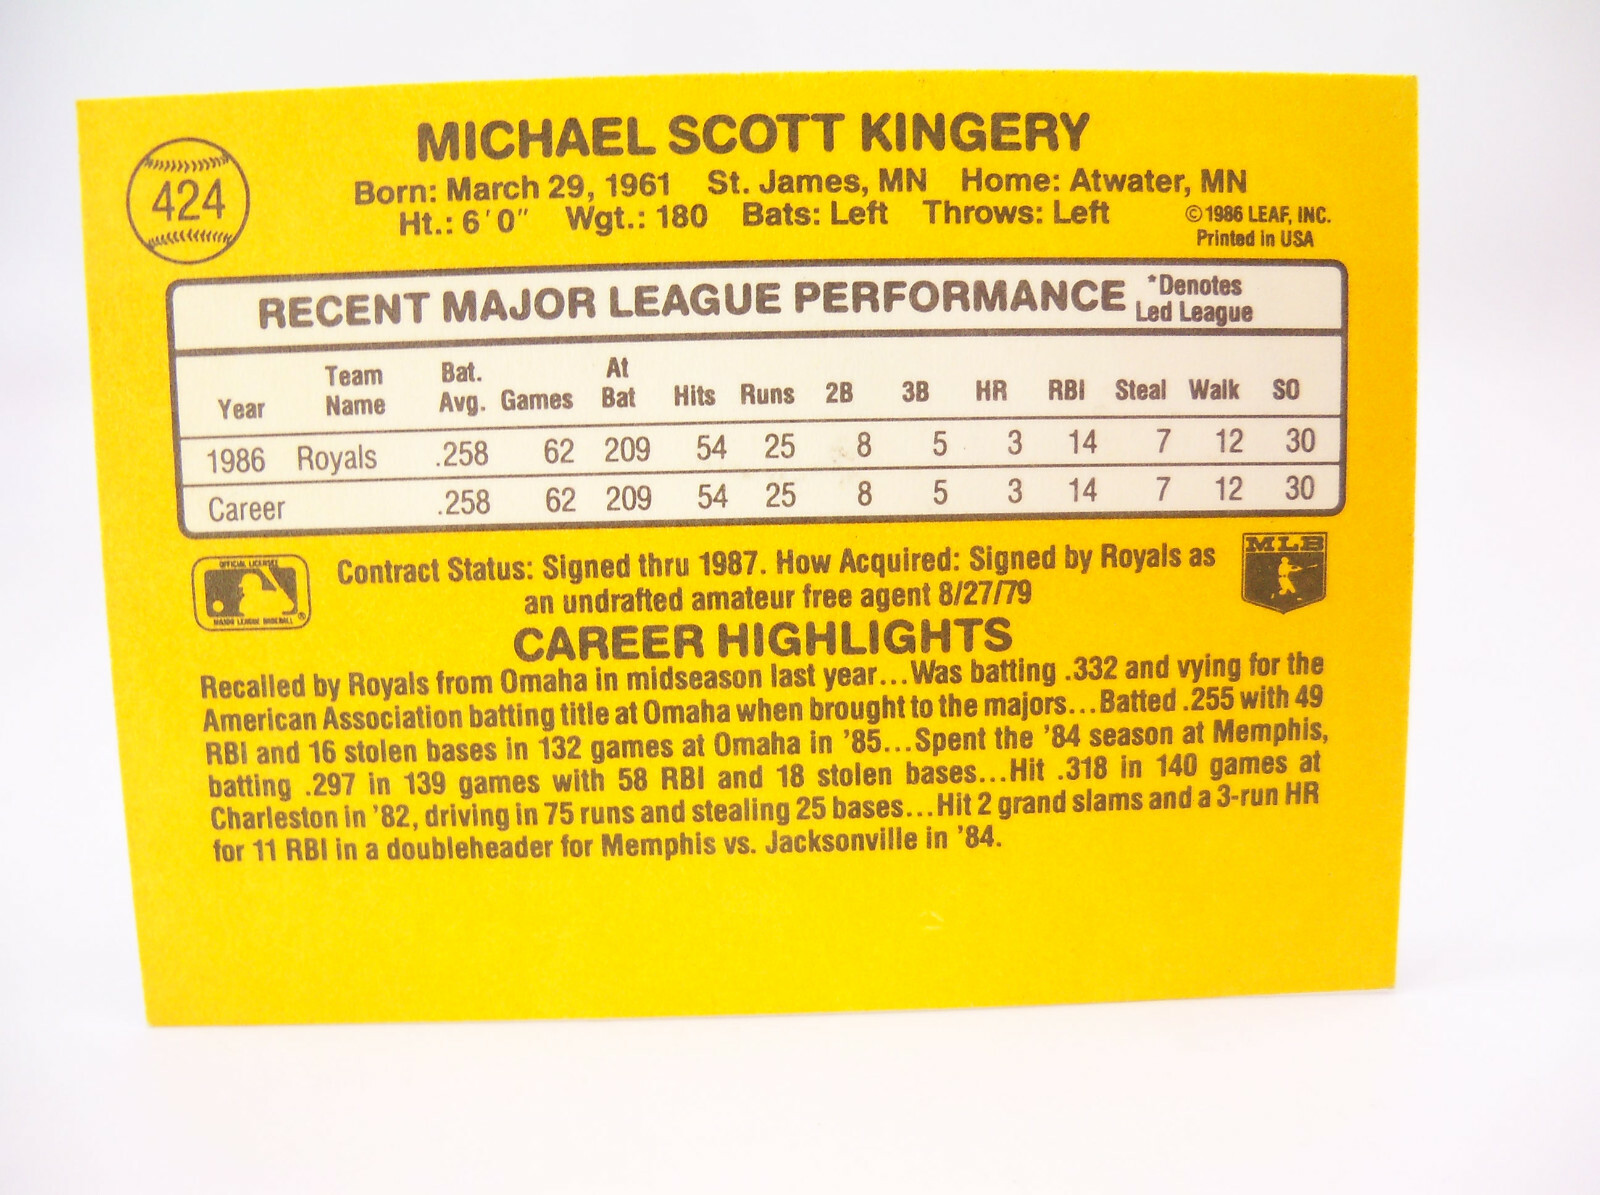 MICHAEL SCOTT KINGERY
424
Born: March 29, 1961 St. James, MN Home: Atwater, MN
Ht.: 6'0" Wgt.: 180 Bats: Left Throws: Left
©1986 LEAF, INC.
Printed in USA
RECENT MAJOR LEAGUE PERFORMANCE
*Denotes
Led League
Year Team Name Bat. Avg. Games At Bat Hits Runs 2B 3B HR RBI Steal Walk SO
1986 Royals .258 62 209 54 25 8 5 3 14 7 12 30
Career .258 62 209 54 25 8 5 3 14 7 12 30
OFFICIAL LICENSEE
MAJOR LEAGUE BASEBALL
®
MLB
Contract Status: Signed thru 1987. How Acquired: Signed by Royals as
an undrafted amateur free agent 8/27/79
CAREER HIGHLIGHTS
Recalled by Royals from Omaha in midseason last year...Was batting .332 and vying for the
American Association batting title at Omaha when brought to the majors...Batted .255 with 49
RBI and 16 stolen bases in 132 games at Omaha in '85...Spent the '84 season at Memphis,
batting .297 in 139 games with 58 RBI and 18 stolen bases...Hit .318 in 140 games at
Charleston in '82, driving in 75 runs and stealing 25 bases...Hit 2 grand slams and a 3-run HR
for 11 RBI in a doubleheader for Memphis vs. Jacksonville in '84.